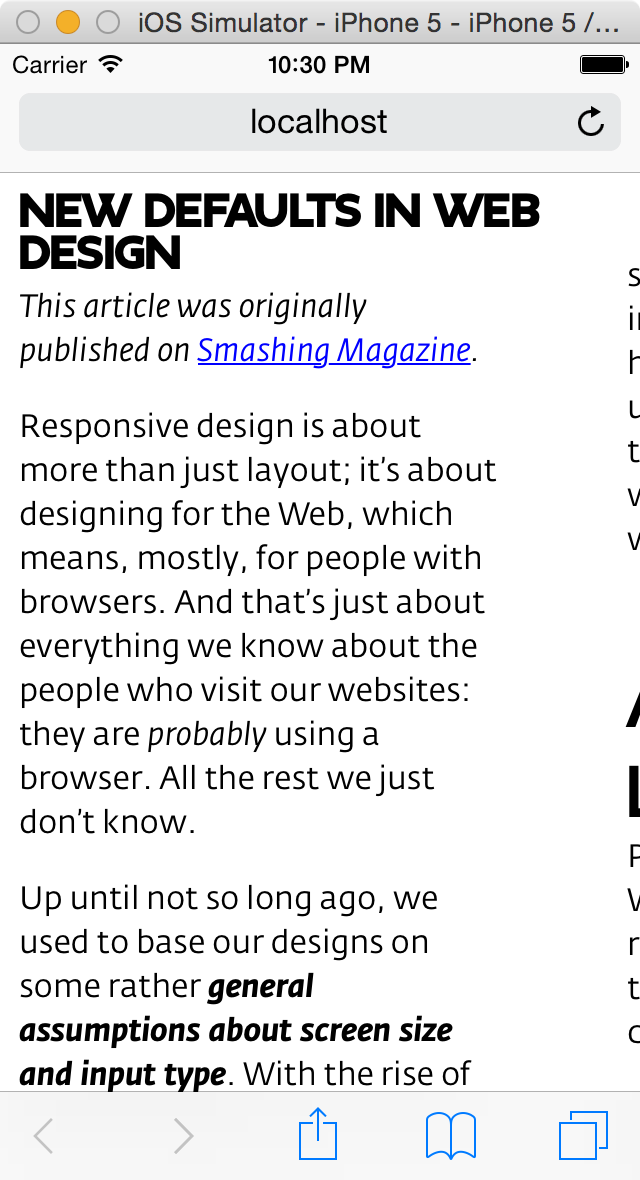 iOS Simulator - iPhone 5 - iPhone 5 /...
Carrier 10:30 PM
localhost
NEW DEFAULTS IN WEB
DESIGN
This article was originally
published on Smashing Magazine.
Responsive design is about
more than just layout; it’s about
designing for the Web, which
means, mostly, for people with
browsers. And that’s just about
everything we know about the
people who visit our websites:
they are probably using a
browser. All the rest we just
don’t know.
Up until not so long ago, we
used to base our designs on
some rather general
assumptions about screen size
and input type. With the rise of